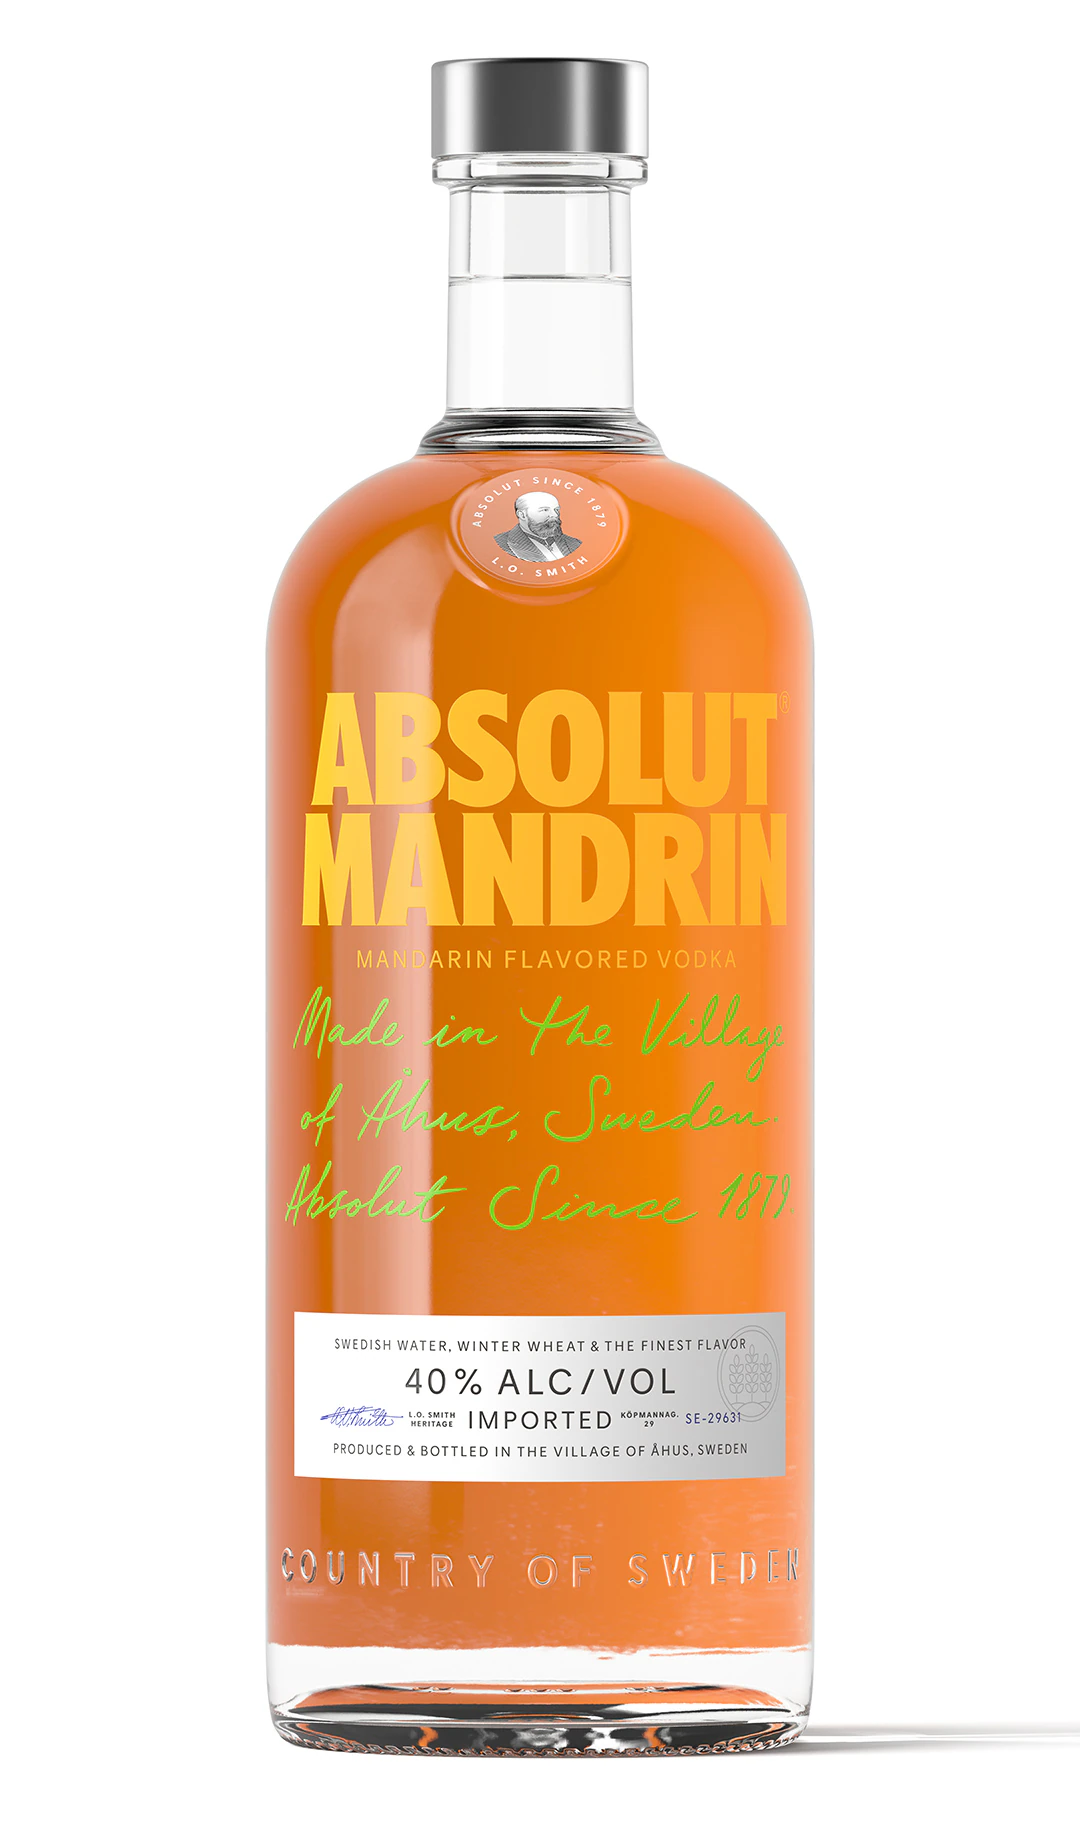 ABSOLUT SINCE 1879
L.O. SMITH
ABSOLUT®
MANDRIN
MANDARIN FLAVORED VODKA
Made in the Village
of Åhus, Sweden.
Absolut Since 1879.
SWEDISH WATER, WINTER WHEAT & THE FINEST FLAVOR
40% ALC/VOL
L.O. SMITH HERITAGE IMPORTED KÖPMANNAG. 29 SE-29631
PRODUCED & BOTTLED IN THE VILLAGE OF ÅHUS, SWEDEN
COUNTRY OF SWEDEN